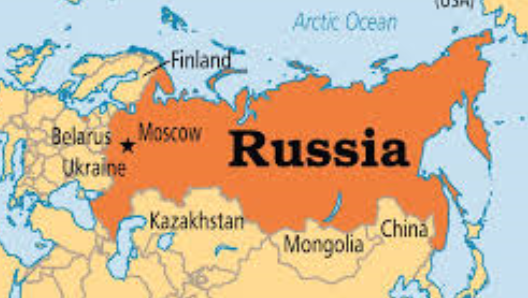 (USA)
Arctic Ocean
Finland
Belarus
Moscow
Russia
Ukraine
Kazakhstan
China
Mongolia